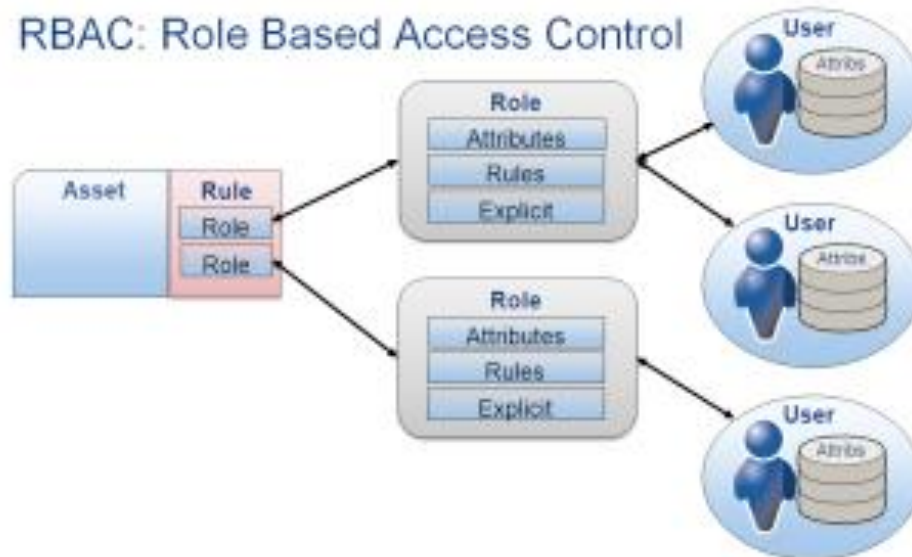 RBAC: Role Based Access Control
Asset
Rule
Role
Role
Role
Attributes
Rules
Explicit
Role
Attributes
Rules
Explicit
User
Attribs
User
Attribs
User
Attribs